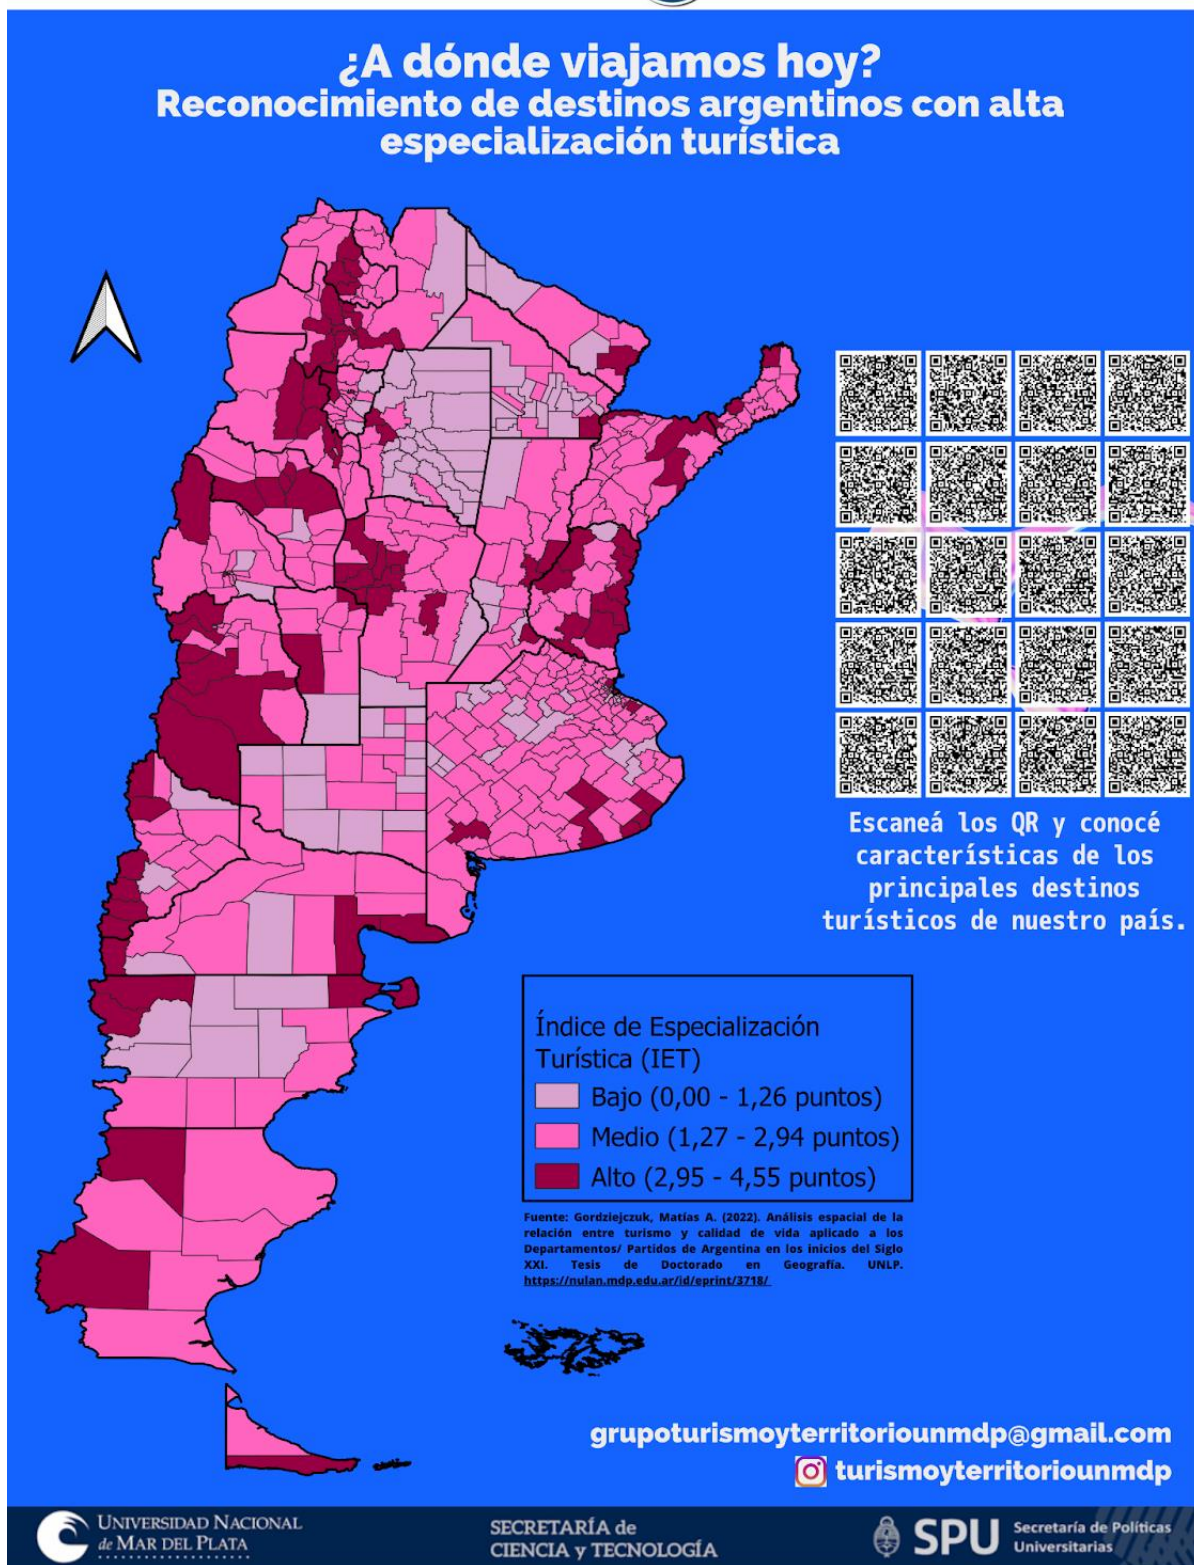 ¿A dónde viajamos hoy?
Reconocimiento de destinos argentinos con alta
especialización turística
Escaneá los QR y conocé
características de los
principales destinos
turísticos de nuestro país.
Índice de Especialización
Turística (IET)
Bajo (0,00 - 1,26 puntos)
Medio (1,27 - 2,94 puntos)
Alto (2,95 - 4,55 puntos)
Fuente: Gordziejczuk, Matías A. (2022). Análisis espacial de la
relación entre turismo y calidad de vida aplicado a los
Departamentos/ Partidos de Argentina en los inicios del Siglo
XXI. Tesis de Doctorado en Geografía. UNLP.
https://nulan.mdp.edu.ar/id/eprint/3718/
grupoturismoyterritoriounmdp@gmail.com
turismoyterritoriounmdp
UNIVERSIDAD NACIONAL
de MAR DEL PLATA
SECRETARÍA de
CIENCIA y TECNOLOGÍA
SPU
Secretaría de Políticas
Universitarias